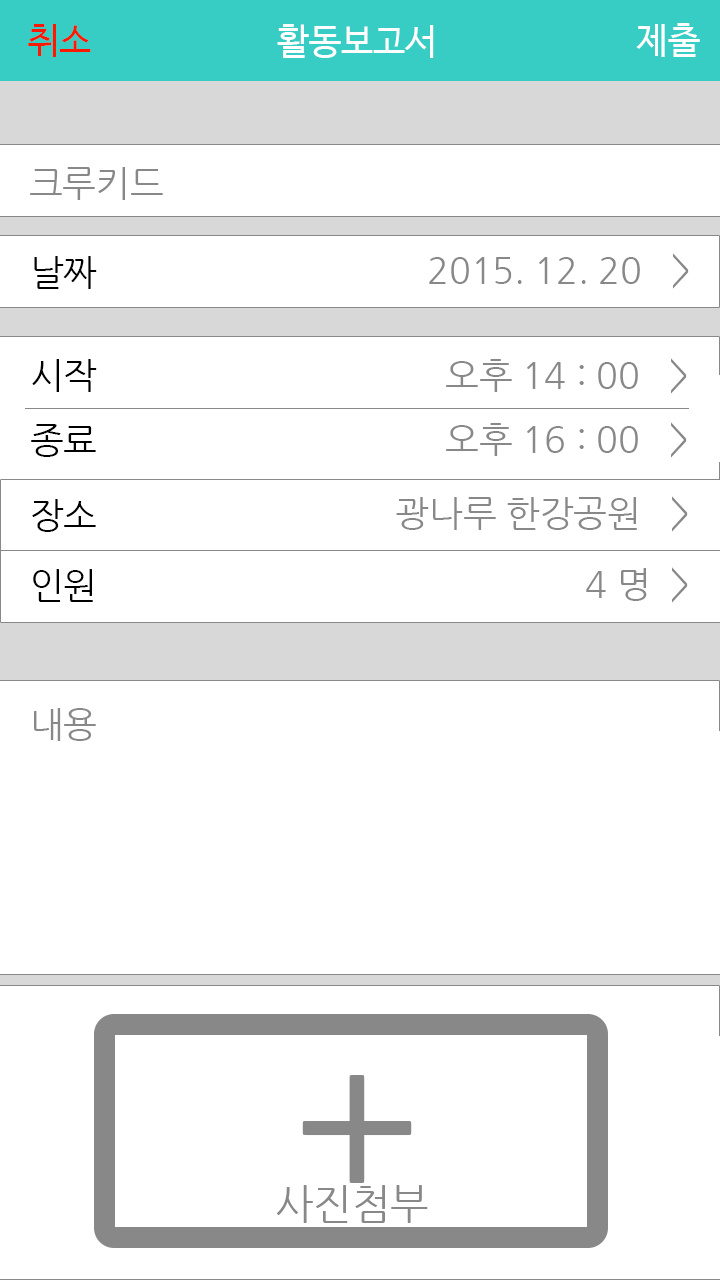 취소 활동보고서 제출
크루키드
날짜 2015. 12. 20
시작 오후 14 : 00
종료 오후 16 : 00
장소 광나루 한강공원
인원 4 명
내용
사진첨부